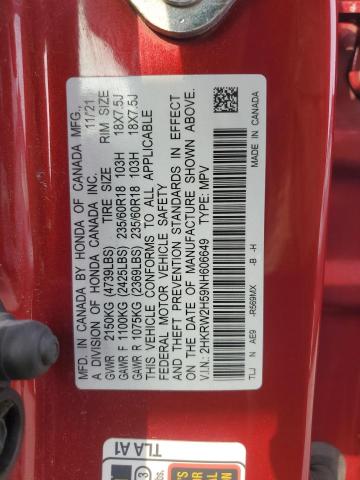 MFD. IN CANADA BY HONDA OF CANADA MFG.,
A DIVISION OF HONDA CANADA INC. 11/21
TIRE SIZE RIM SIZE
GVWR 2150KG (4739LBS)
GAWR F 1100KG (2425LBS) 235/60R18 103H 18X7.5J
GAWR R 1075KG (2369LBS) 235/60R18 103H 18X7.5J
THIS VEHICLE CONFORMS TO ALL APPLICABLE
FEDERAL MOTOR VEHICLE SAFETY
AND THEFT PREVENTION STANDARDS IN EFFECT
ON THE DATE OF MANUFACTURE SHOWN ABOVE.
V.I.N.: 2HKRW2H59NH606649 TYPE: MPV
TLJ N AE9 -R569MX -B -H MADE IN CANADA
TLA A1
3